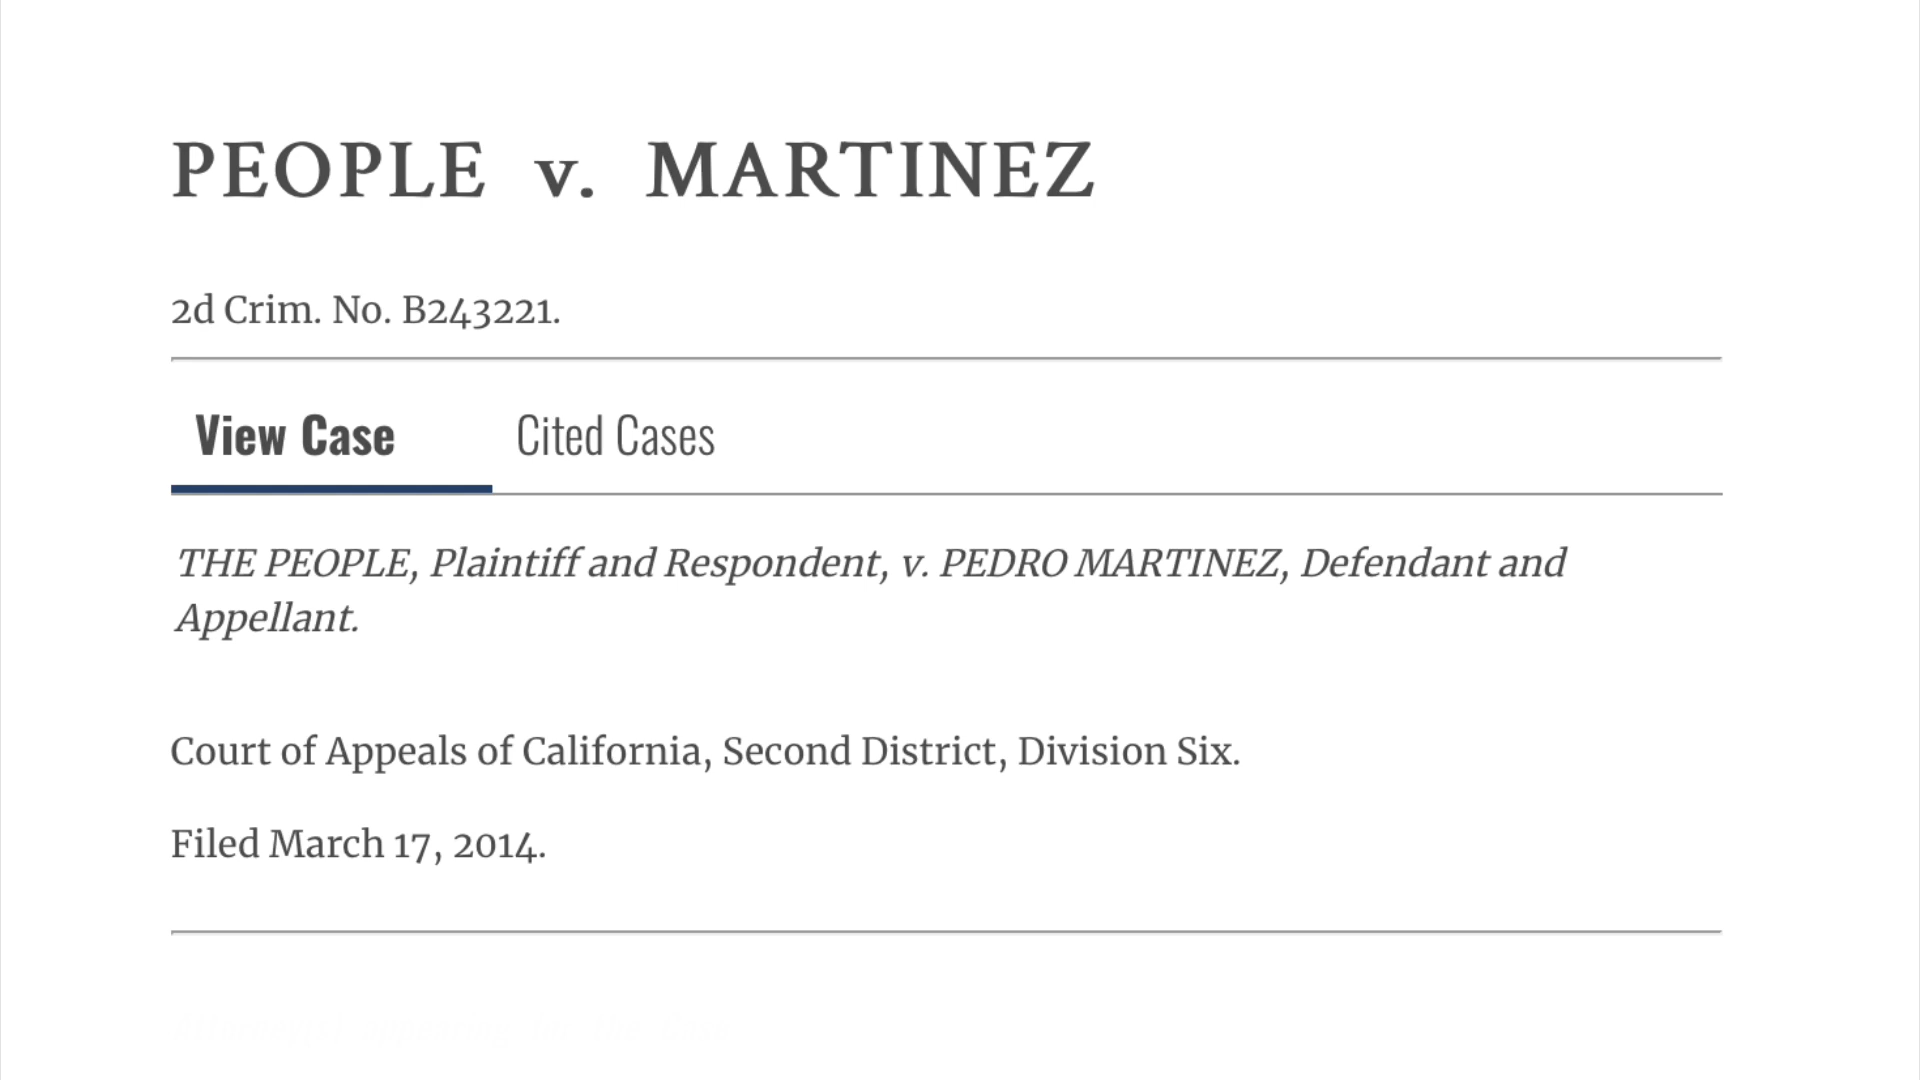 PEOPLE v. MARTINEZ
2d Crim. No. B243221.
View Case
Cited Cases
THE PEOPLE, Plaintiff and Respondent, v. PEDRO MARTINEZ, Defendant and
Appellant.
Court of Appeals of California, Second District, Division Six.
Filed March 17, 2014.